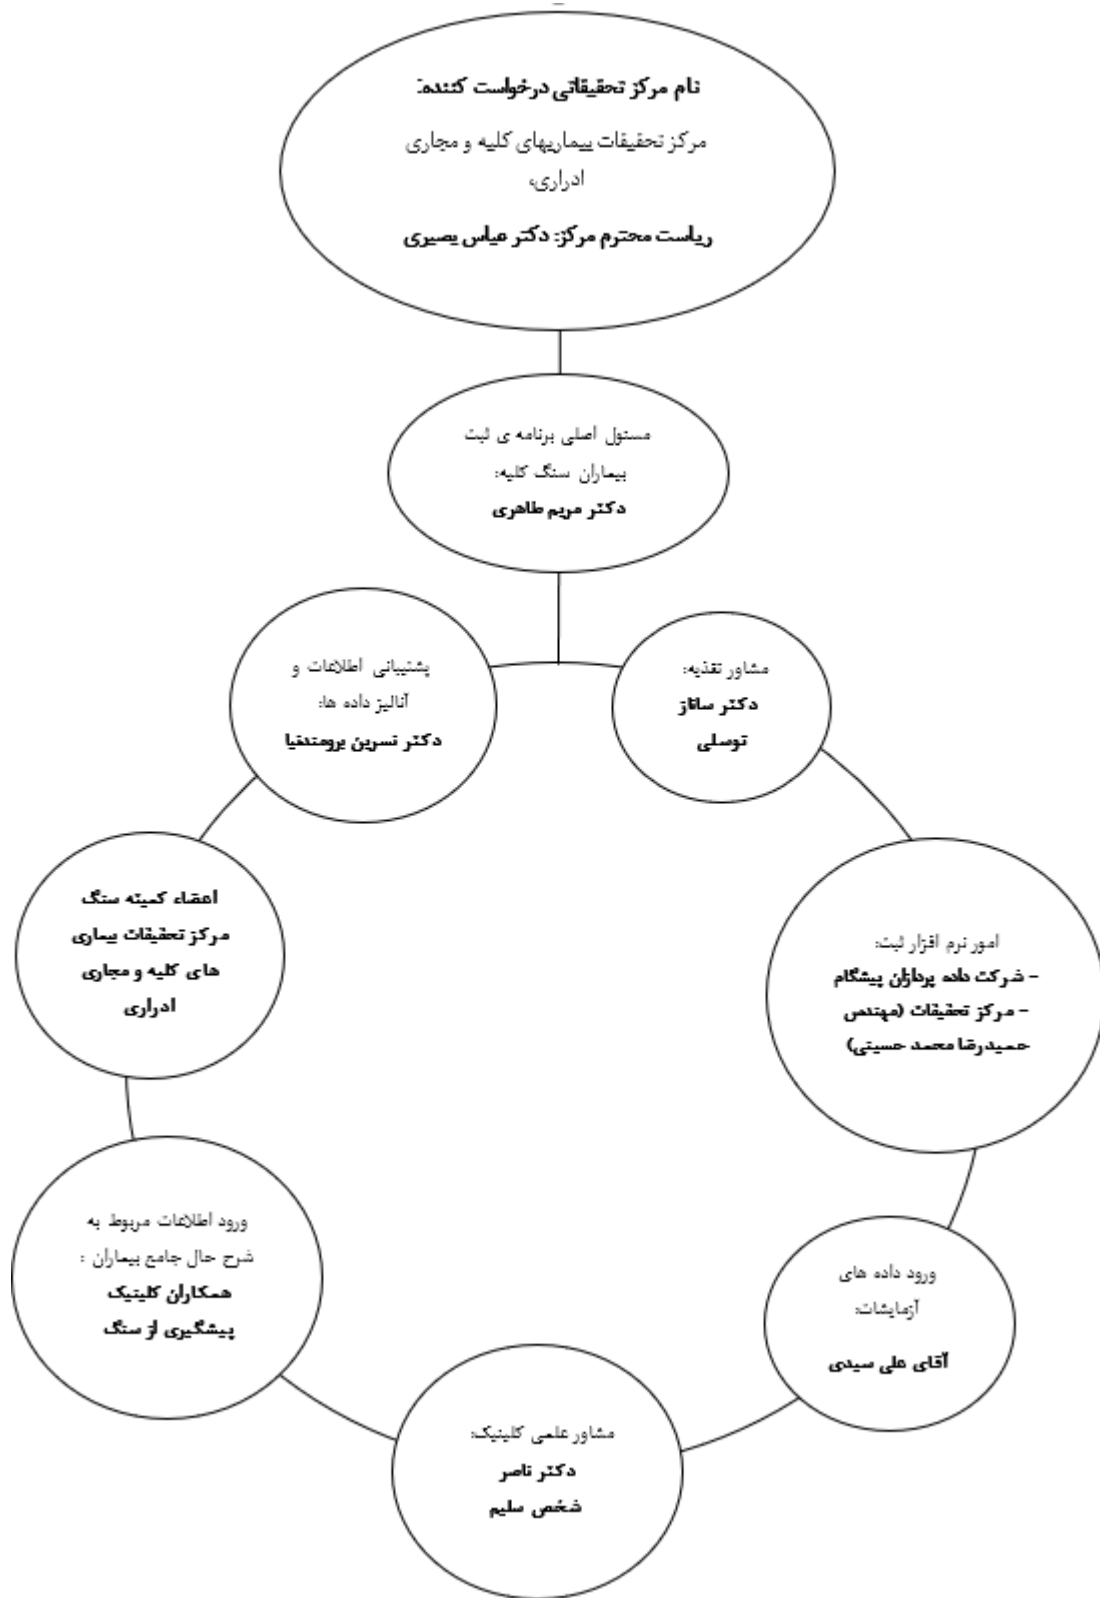 نام مرکز تحقیقاتی درخواست کننده:
مرکز تحقیقات بیماریهای کلیه و مجاری
ادراری،
ریاست محترم مرکز: دکتر عباس بصیری
مسئول اصلی برنامه ی ثبت
بیماران سنگ کلیه:
دکتر مریم طاهری
مشاور تغذیه:
دکتر ساناز
توسلی
پشتیبانی اطلاعات و
آنالیز داده ها:
دکتر نسرین برومندنیا
امور نرم افزار ثبت:
- شرکت داده پردازان پیشگام
- مرکز تحقیقات (مهندس
حمیدرضا محمد حسینی)
اعضاء کمیته سنگ
مرکز تحقیقات بیماری
های کلیه و مجاری
ادراری
ورود داده های
آزمایشات:
آقای علی سیدی
ورود اطلاعات مربوط به
شرح حال جامع بیماران :
همکاران کلینیک
پیشگیری از سنگ
مشاور علمی کلینیک:
دکتر ناصر
شخص سلیم